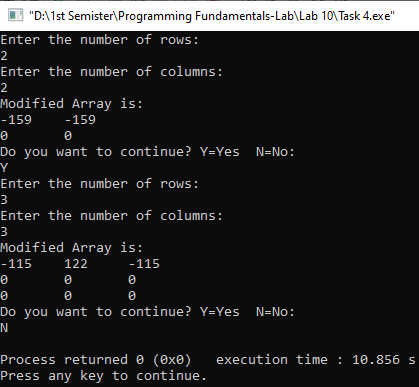 "D:\1st Semister\Programming Fundamentals-Lab\Lab 10\Task 4.exe"
Enter the number of rows:
2
Enter the number of columns:
2
Modified Array is:
-159    -159
0       0
Do you want to continue? Y=Yes  N=No:
Y
Enter the number of rows:
3
Enter the number of columns:
3
Modified Array is:
-115    122     -115
0       0       0
0       0       0
Do you want to continue? Y=Yes  N=No:
N
Process returned 0 (0x0)   execution time : 10.856 s
Press any key to continue.